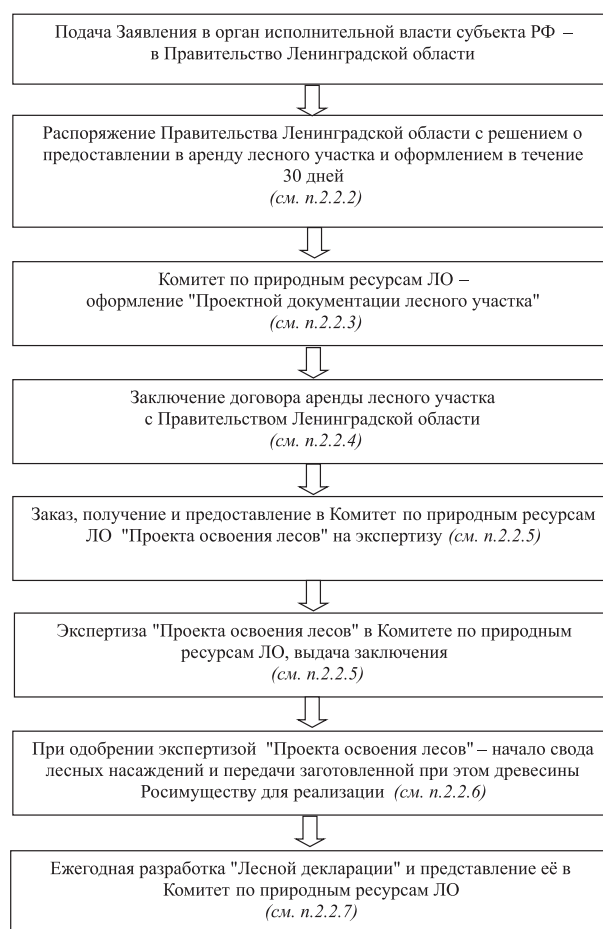 Подача Заявления в орган исполнительной власти субъекта РФ –
в Правительство Ленинградской области
Распоряжение Правительства Ленинградской области с решением о
предоставлении в аренду лесного участка и оформлением в течение
30 дней
(см. п.2.2.2)
Комитет по природным ресурсам ЛО –
оформление "Проектной документации лесного участка"
(см. п.2.2.3)
Заключение договора аренды лесного участка
с Правительством Ленинградской области
(см. п.2.2.4)
Заказ, получение и предоставление в Комитет по природным ресурсам
ЛО "Проекта освоения лесов" на экспертизу (см. п.2.2.5)
Экспертиза "Проекта освоения лесов" в Комитете по природным
ресурсам ЛО, выдача заключения
(см. п.2.2.5)
При одобрении экспертизой "Проекта освоения лесов" – начало свода
лесных насаждений и передачи заготовленной при этом древесины
Росимуществу для реализации (см. п.2.2.6)
Ежегодная разработка "Лесной декларации" и представление её в
Комитет по природным ресурсам ЛО
(см. п.2.2.7)